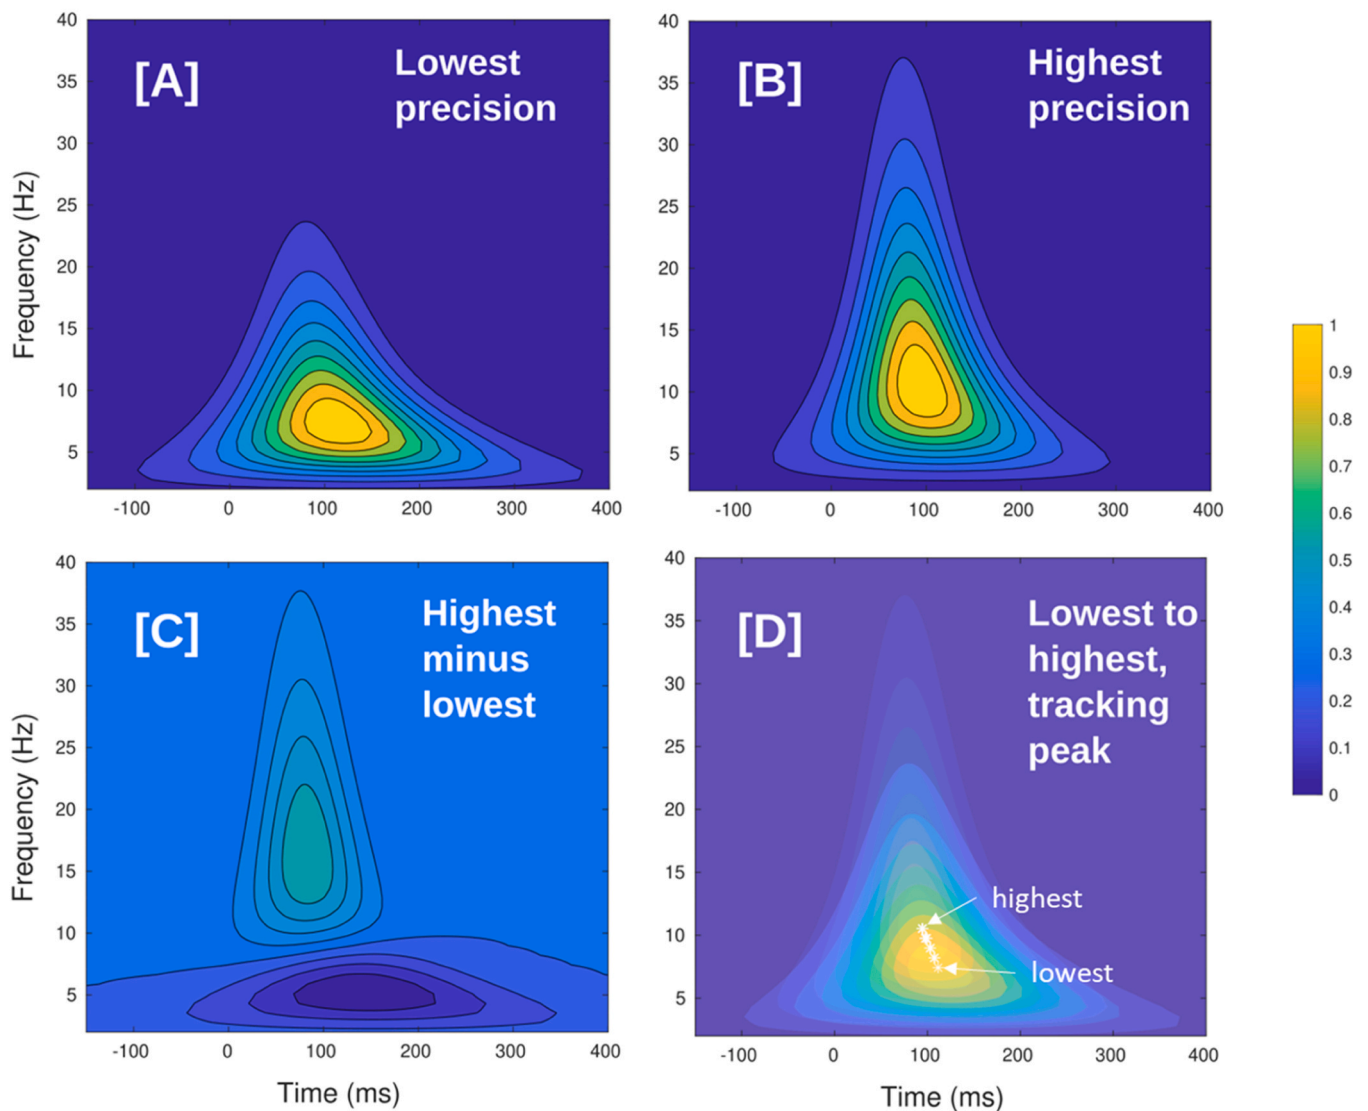 [A]
Lowest
precision
40
35
30
25
20
15
10
5
Frequency (Hz)
-100 0 100 200 300 400
[B]
Highest
precision
40
35
30
25
20
15
10
5
-100 0 100 200 300 400
1
0.9
0.8
0.7
0.6
0.5
0.4
0.3
0.2
0.1
0
[C]
Highest
minus
lowest
40
35
30
25
20
15
10
5
Frequency (Hz)
-100 0 100 200 300 400
Time (ms)
[D]
Lowest to
highest,
tracking
peak
highest
lowest
40
35
30
25
20
15
10
5
-100 0 100 200 300 400
Time (ms)